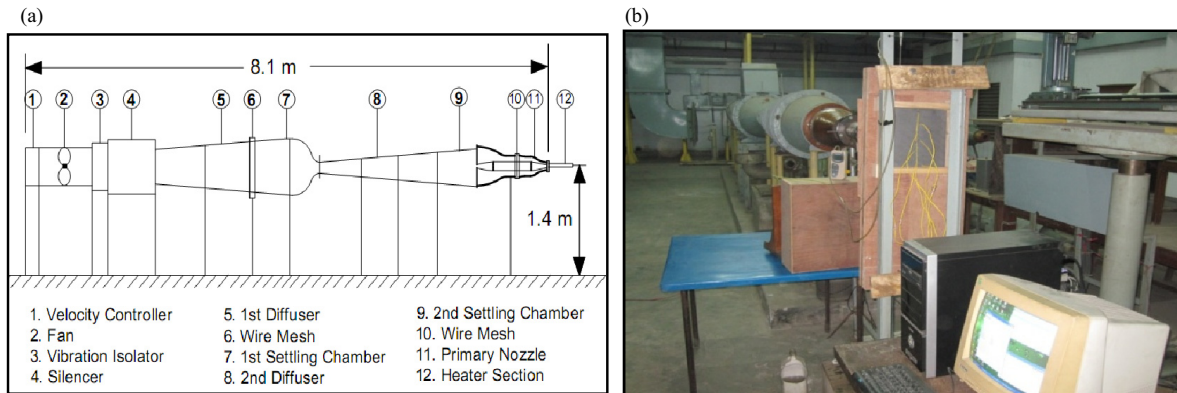 (a)
(b)
8.1 m
1 2 3 4 5 6 7 8 9 10 11 12
1.4 m
1. Velocity Controller
2. Fan
3. Vibration Isolator
4. Silencer
5. 1st Diffuser
6. Wire Mesh
7. 1st Settling Chamber
8. 2nd Diffuser
9. 2nd Settling Chamber
10. Wire Mesh
11. Primary Nozzle
12. Heater Section